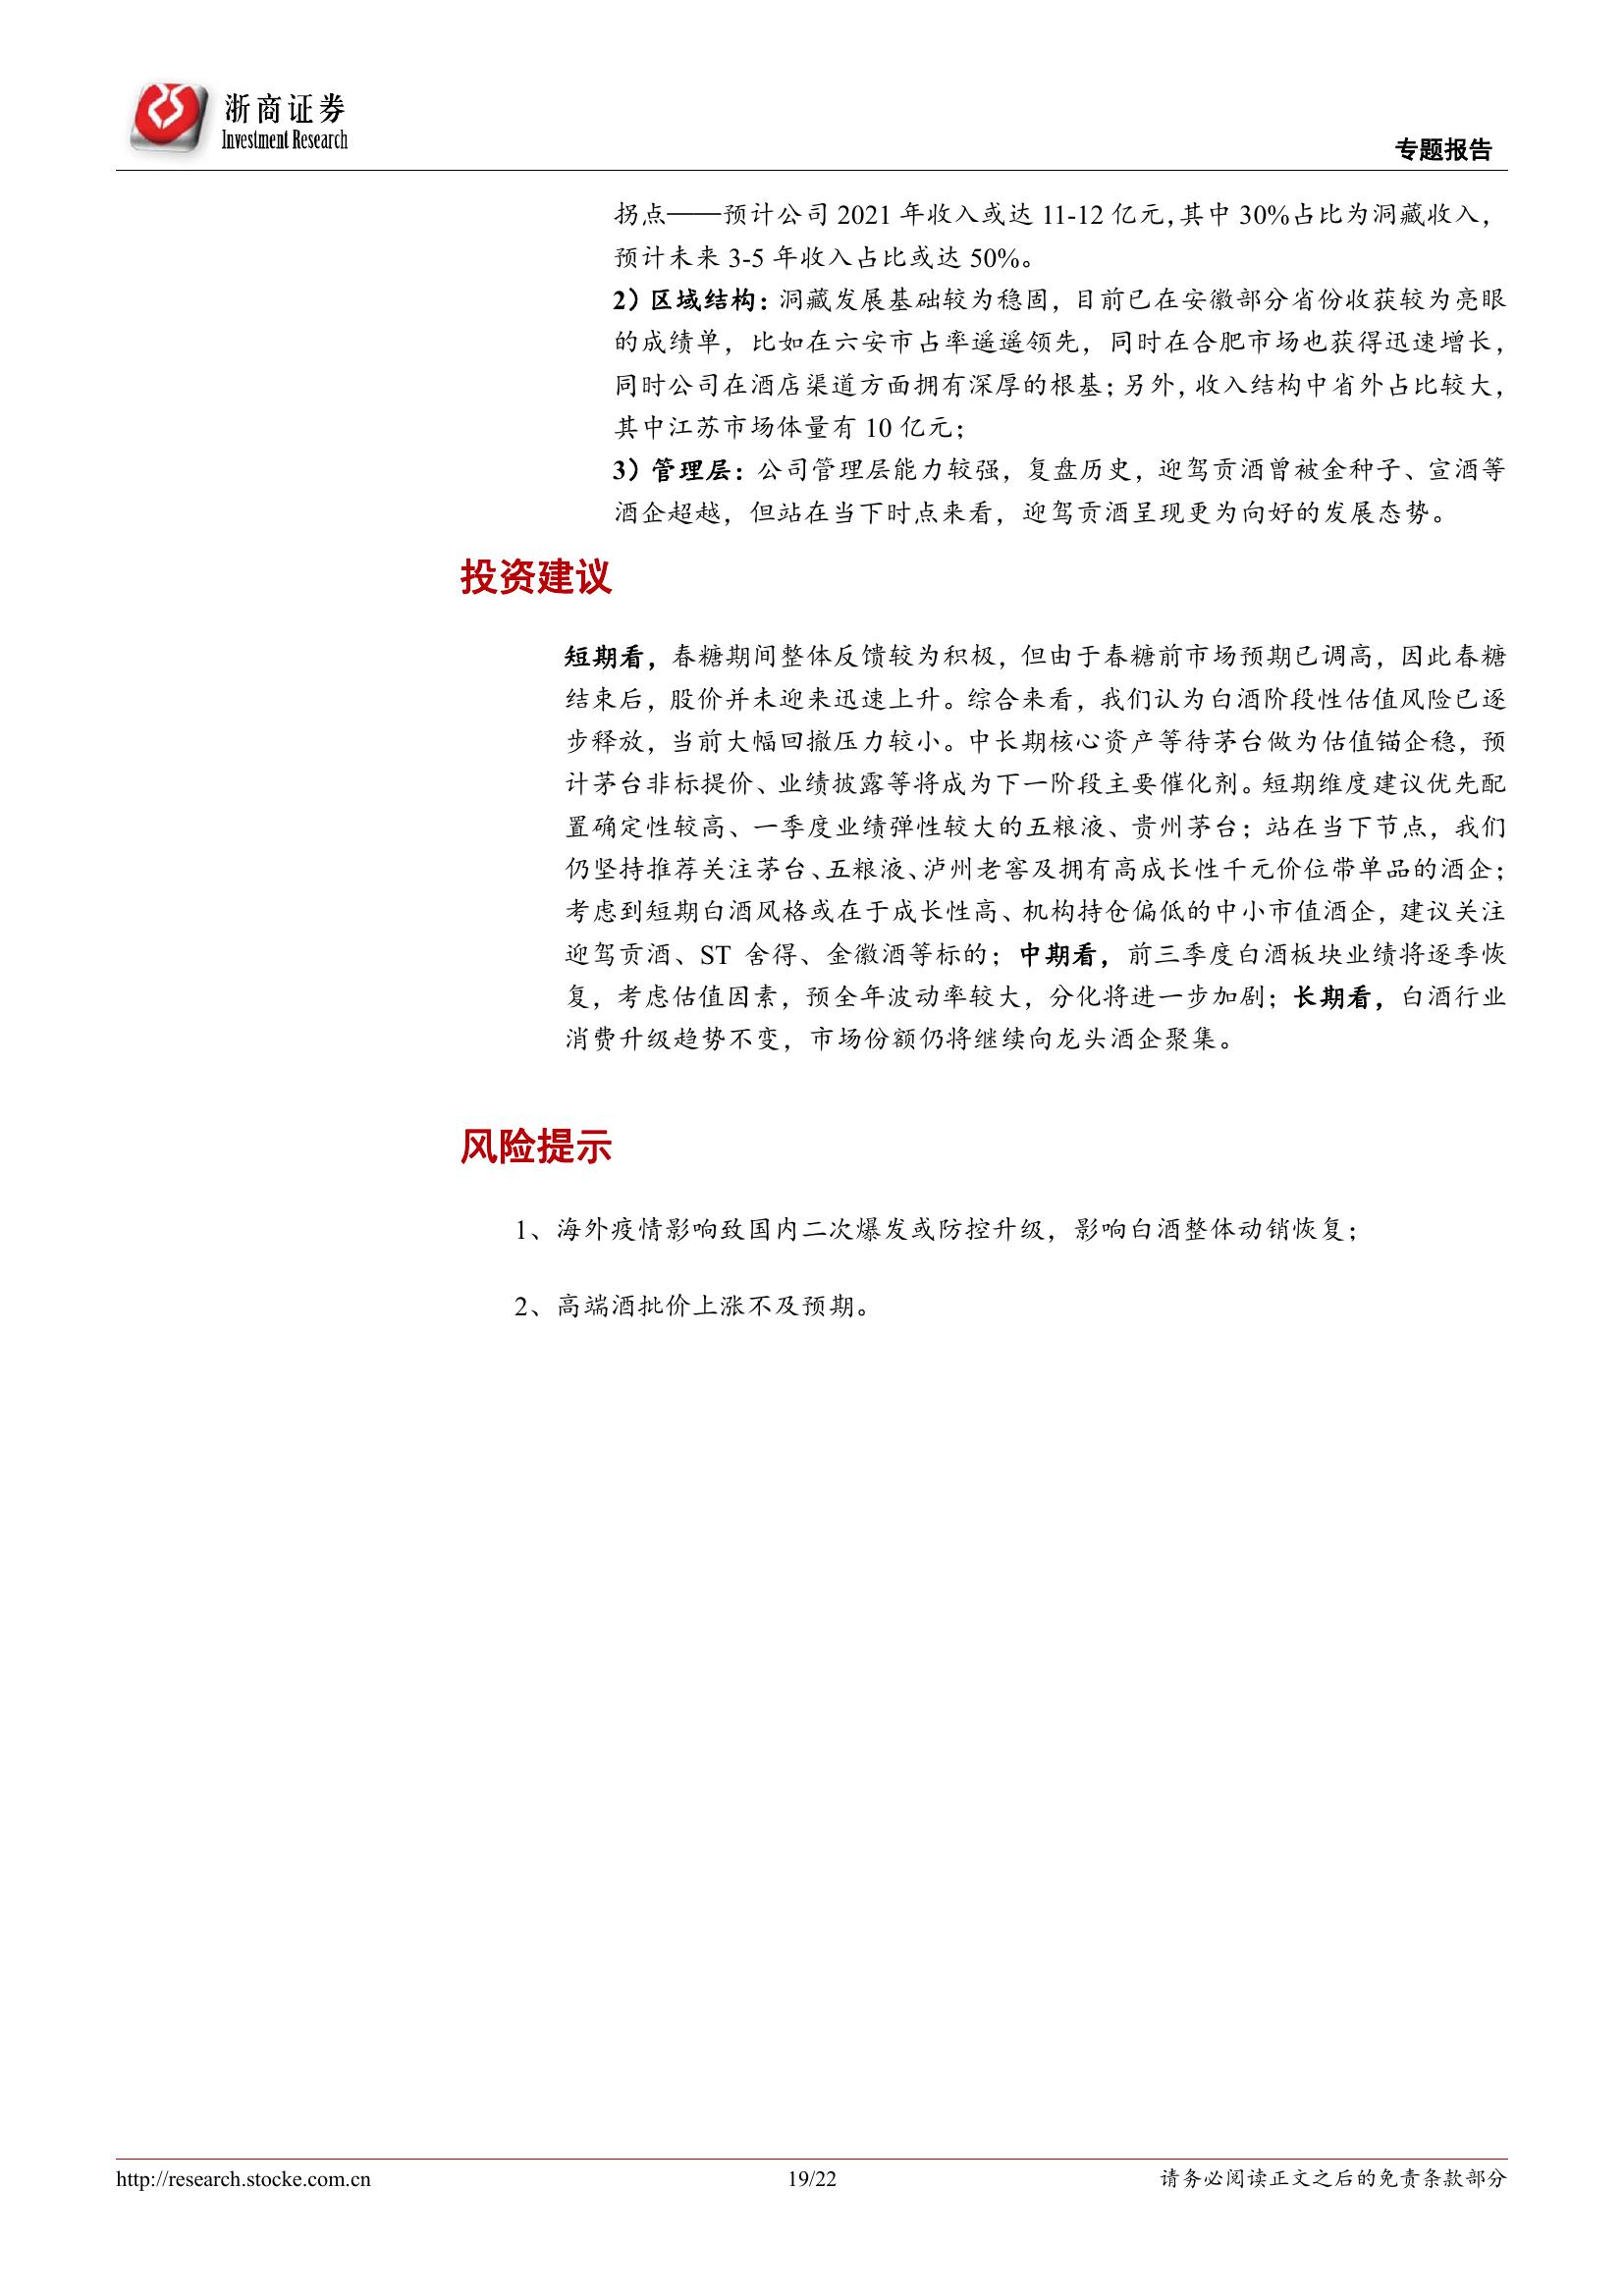 浙商证券
Investment Research
专题报告
拐点——预计公司 2021 年收入或达 11-12 亿元,其中 30%占比为洞藏收入,
预计未来 3-5 年收入占比或达 50%。
2）区域结构：洞藏发展基础较为稳固，目前已在安徽部分省份收获较为亮眼
的成绩单，比如在六安市占率遥遥领先，同时在合肥市场也获得迅速增长，
同时公司在酒店渠道方面拥有深厚的根基；另外，收入结构中省外占比较大，
其中江苏市场体量有 10 亿元；
3）管理层：公司管理层能力较强，复盘历史，迎驾贡酒曾被金种子、宣酒等
酒企超越，但站在当下时点来看，迎驾贡酒呈现更为向好的发展态势。
投资建议
短期看，春糖期间整体反馈较为积极，但由于春糖前市场预期已调高，因此春糖
结束后，股价并未迎来迅速上升。综合来看，我们认为白酒阶段性估值风险已逐
步释放，当前大幅回撤压力较小。中长期核心资产等待茅台做为估值锚企稳，预
计茅台非标提价、业绩披露等将成为下一阶段主要催化剂。短期维度建议优先配
置确定性较高、一季度业绩弹性较大的五粮液、贵州茅台；站在当下节点，我们
仍坚持推荐关注茅台、五粮液、泸州老窖及拥有高成长性千元价位带单品的酒企；
考虑到短期白酒风格或在于成长性高、机构持仓偏低的中小市值酒企，建议关注
迎驾贡酒、ST 舍得、金徽酒等标的；中期看，前三季度白酒板块业绩将逐季恢
复，考虑估值因素，预全年波动率较大，分化将进一步加剧；长期看，白酒行业
消费升级趋势不变，市场份额仍将继续向龙头酒企聚集。
风险提示
1、海外疫情影响致国内二次爆发或防控升级，影响白酒整体动销恢复；
2、高端酒批价上涨不及预期。
http://research.stocke.com.cn
19/22
请务必阅读正文之后的免责条款部分